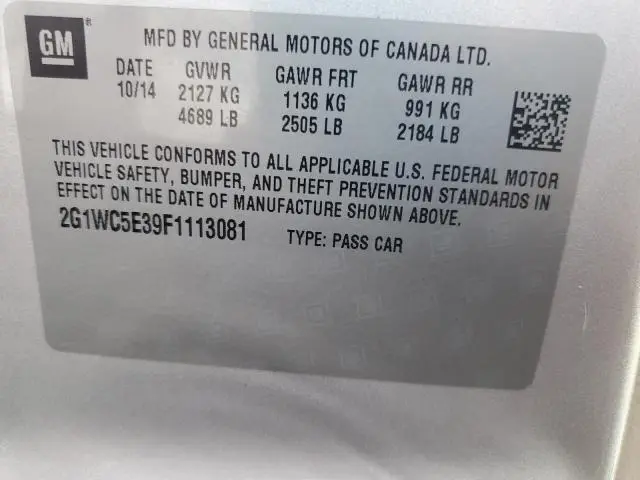 GM ®
MFD BY GENERAL MOTORS OF CANADA LTD.
DATE GVWR GAWR FRT GAWR RR
10/14 2127 KG 1136 KG 991 KG
4689 LB 2505 LB 2184 LB
THIS VEHICLE CONFORMS TO ALL APPLICABLE U.S. FEDERAL MOTOR
VEHICLE SAFETY, BUMPER, AND THEFT PREVENTION STANDARDS IN
EFFECT ON THE DATE OF MANUFACTURE SHOWN ABOVE.
2G1WC5E39F1113081 TYPE: PASS CAR